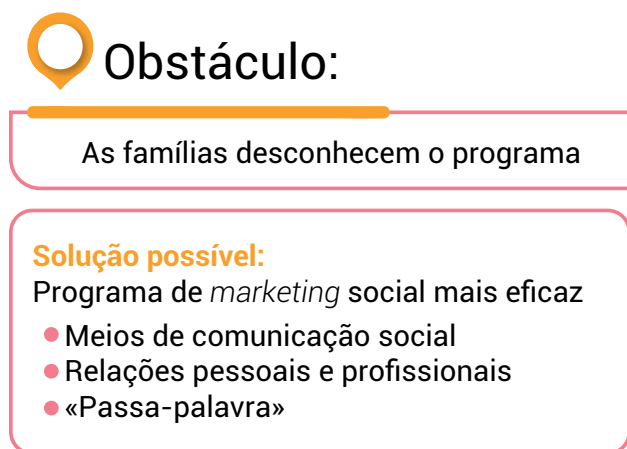 Obstáculo:
As famílias desconhecem o programa
Solução possível:
Programa de marketing social mais eficaz
Meios de comunicação social
Relações pessoais e profissionais
«Passa-palavra»